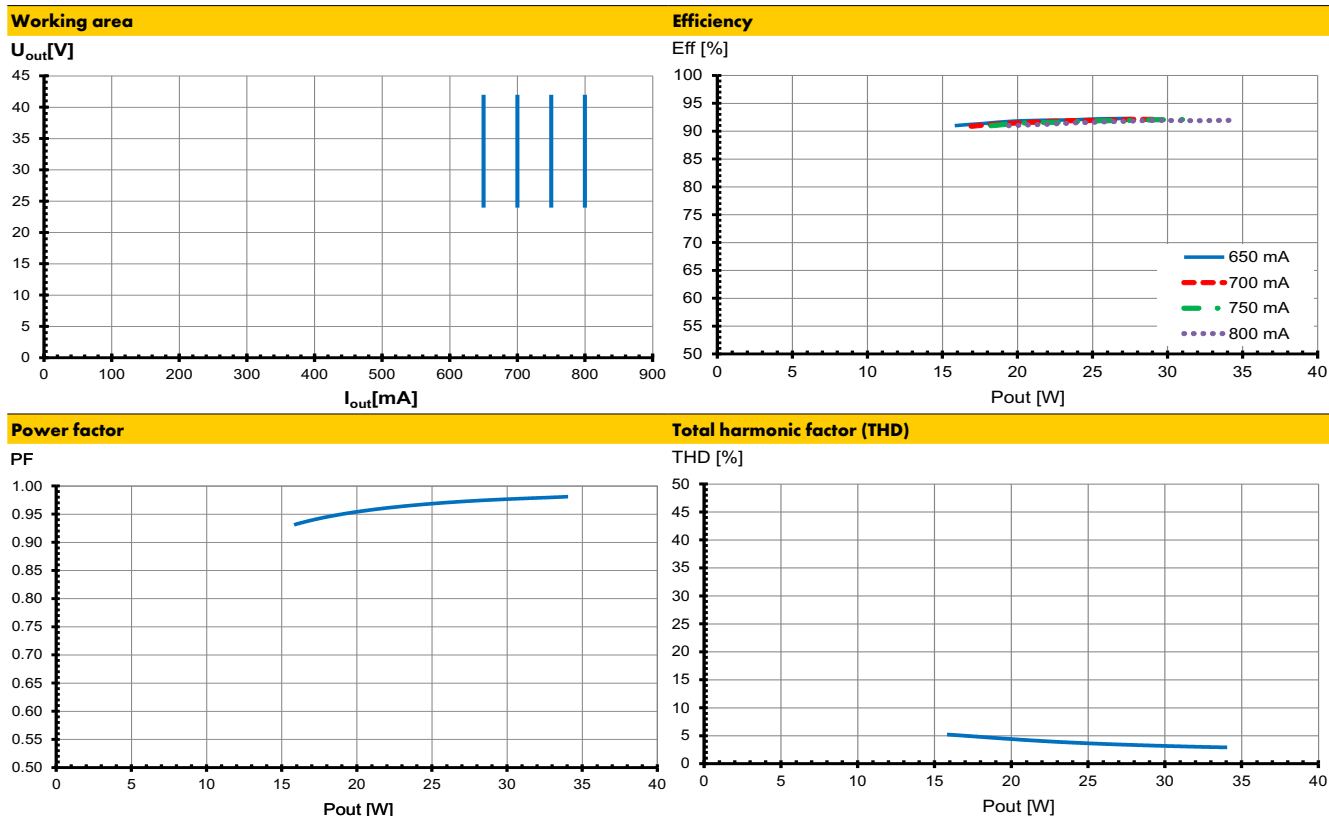 Working area
U_out[V]
45
40
35
30
25
20
15
10
5
0
0 100 200 300 400 500 600 700 800 900
I_out[mA]
Efficiency
Eff [%]
100
95
90
85
80
75
70
65
60
55
50
650 mA
700 mA
750 mA
800 mA
0 5 10 15 20 25 30 35 40
Pout [W]
Power factor
PF
1.00
0.95
0.90
0.85
0.80
0.75
0.70
0.65
0.60
0.55
0.50
0 5 10 15 20 25 30 35 40
Pout [W]
Total harmonic factor (THD)
THD [%]
50
45
40
35
30
25
20
15
10
5
0
0 5 10 15 20 25 30 35 40
Pout [W]